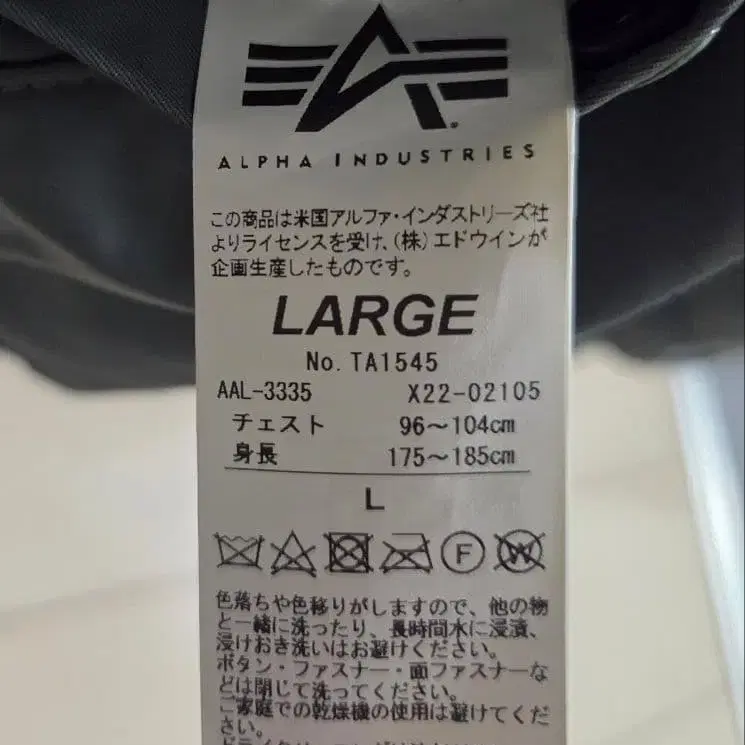 ALPHA INDUSTRIES
この商品は米国アルファ・インダストリーズ社
よりライセンスを受け、(株)エドウインが
企画生産したものです。
LARGE
No. TA1545
AAL-3335 X22-02105
チェスト 96～104cm
身長 175～185cm
L
F
W
色落ちや色移りがしますので、他の物
と一緒に洗ったり、長時間水に浸漬、
浸けおき洗いはお避けください。
ボタン・ファスナー・面ファスナーな
どは閉じて洗ってください。
ご家庭での乾燥機の使用は避けてくだ
さい。